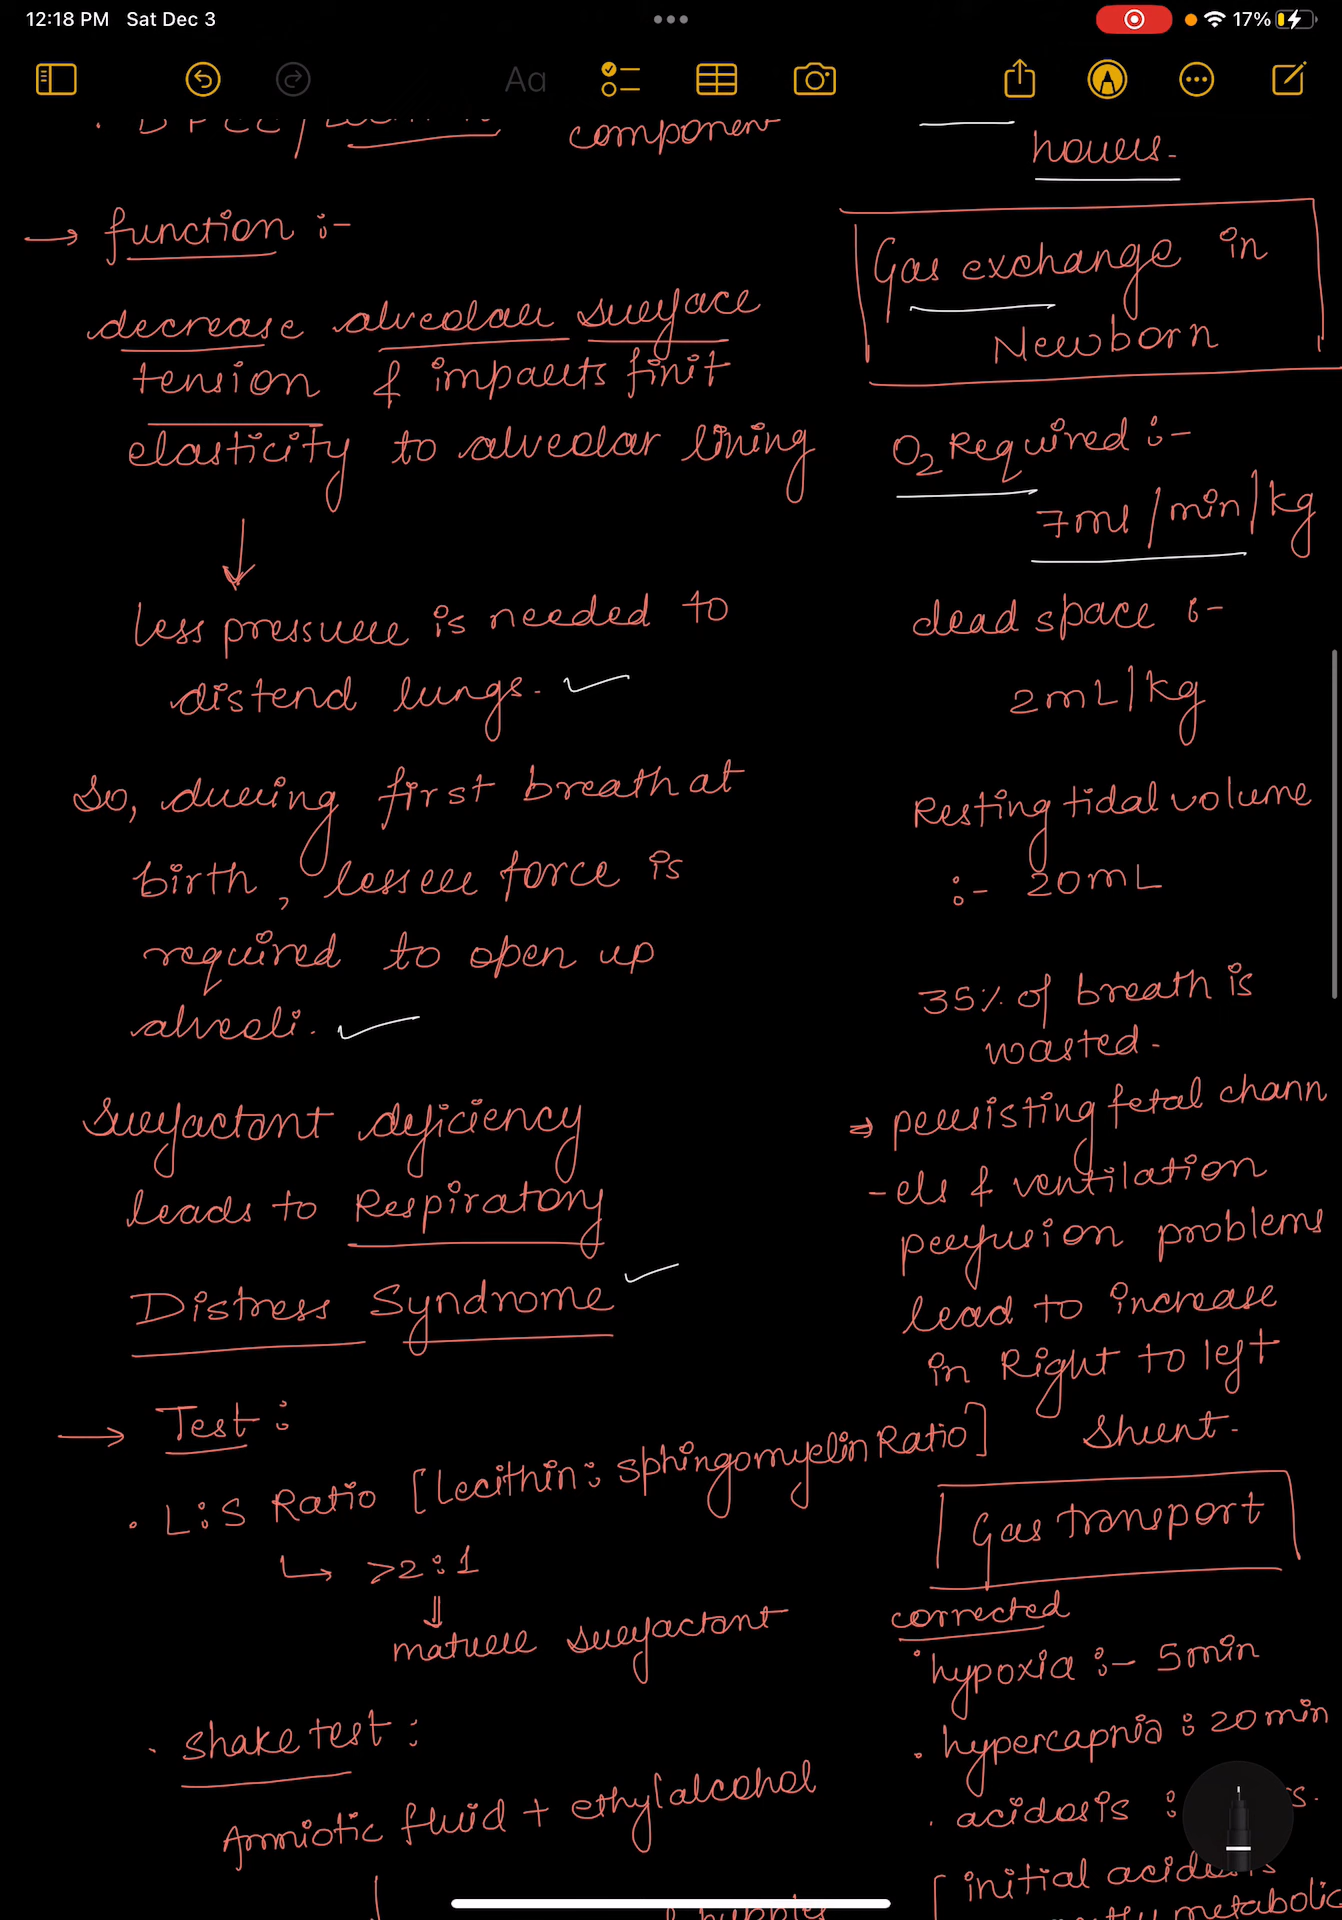 12:18 PM Sat Dec 3
17%
Aa
component
→ function :-
decrease alveolar surface
tension & imparts finit
elasticity to alveolar lining
↓
less pressure is needed to
distend lungs. ✓
So, during first breath at
birth, lesser force is
required to open up
alveoli. ✓
Surfactant deficiency
leads to Respiratory
Distress Syndrome ✓
→ Test :
. L:S Ratio [Lecithin: sphingomyelin Ratio]
↳ >2:1
⇓
mature surfactant
. shake test :
Amniotic fluid + ethyl alcohol
hours.
Gas exchange in
Newborn
O2 Required :-
7ml/min/kg
dead space :-
2mL/kg
Resting tidal volume
:- 20mL
35% of breath is
wasted.
⇒ persisting fetal chann
-els & ventilation
perfusion problems
lead to increase
in Right to left
Shunt.
Gas transport
corrected
. hypoxia :- 5min
. hypercapnia : 20min
. acidosis :
[ initial
metabolic